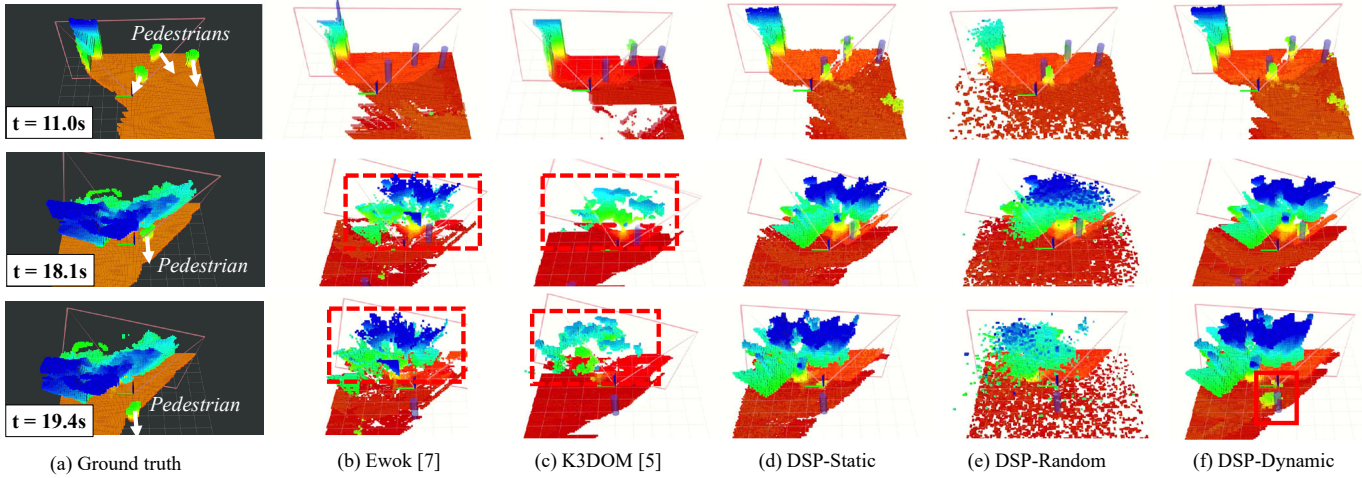 Pedestrians
t = 11.0s
Pedestrian
t = 18.1s
Pedestrian
t = 19.4s
(a) Ground truth
(b) Ewok [7]
(c) K3DOM [5]
(d) DSP-Static
(e) DSP-Random
(f) DSP-Dynamic